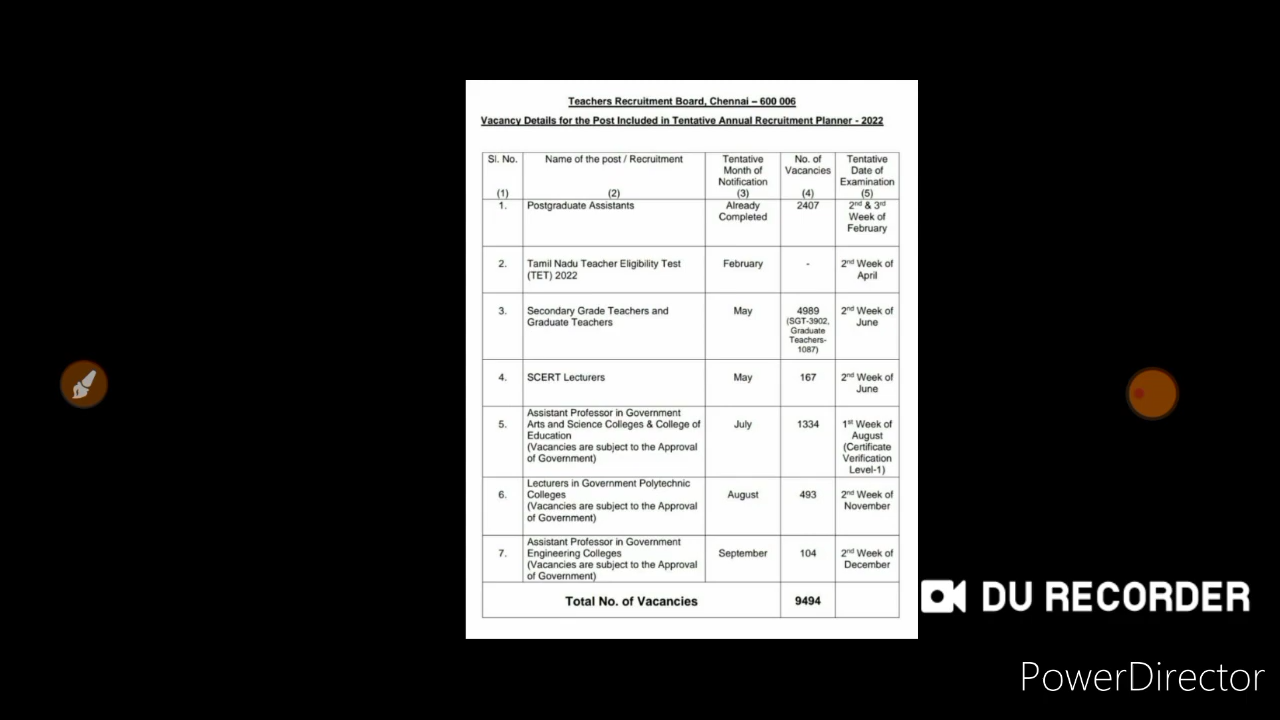 Teachers Recruitment Board, Chennai – 600 006
Vacancy Details for the Post Included in Tentative Annual Recruitment Planner - 2022
Sl. No.
(1)
Name of the post / Recruitment
(2)
Tentative
Month of
Notification
(3)
No. of
Vacancies
(4)
Tentative
Date of
Examination
(5)
1.
Postgraduate Assistants
Already
Completed
2407
2nd & 3rd
Week of
February
2.
Tamil Nadu Teacher Eligibility Test
(TET) 2022
February
-
2nd Week of
April
3.
Secondary Grade Teachers and
Graduate Teachers
May
4989
(SGT-3902,
Graduate
Teachers-
1087)
2nd Week of
June
4.
SCERT Lecturers
May
167
2nd Week of
June
5.
Assistant Professor in Government
Arts and Science Colleges & College of
Education
(Vacancies are subject to the Approval
of Government)
July
1334
1st Week of
August
(Certificate
Verification
Level-1)
6.
Lecturers in Government Polytechnic
Colleges
(Vacancies are subject to the Approval
of Government)
August
493
2nd Week of
November
7.
Assistant Professor in Government
Engineering Colleges
(Vacancies are subject to the Approval
of Government)
September
104
2nd Week of
December
Total No. of Vacancies
9494
DU RECORDER
PowerDirector